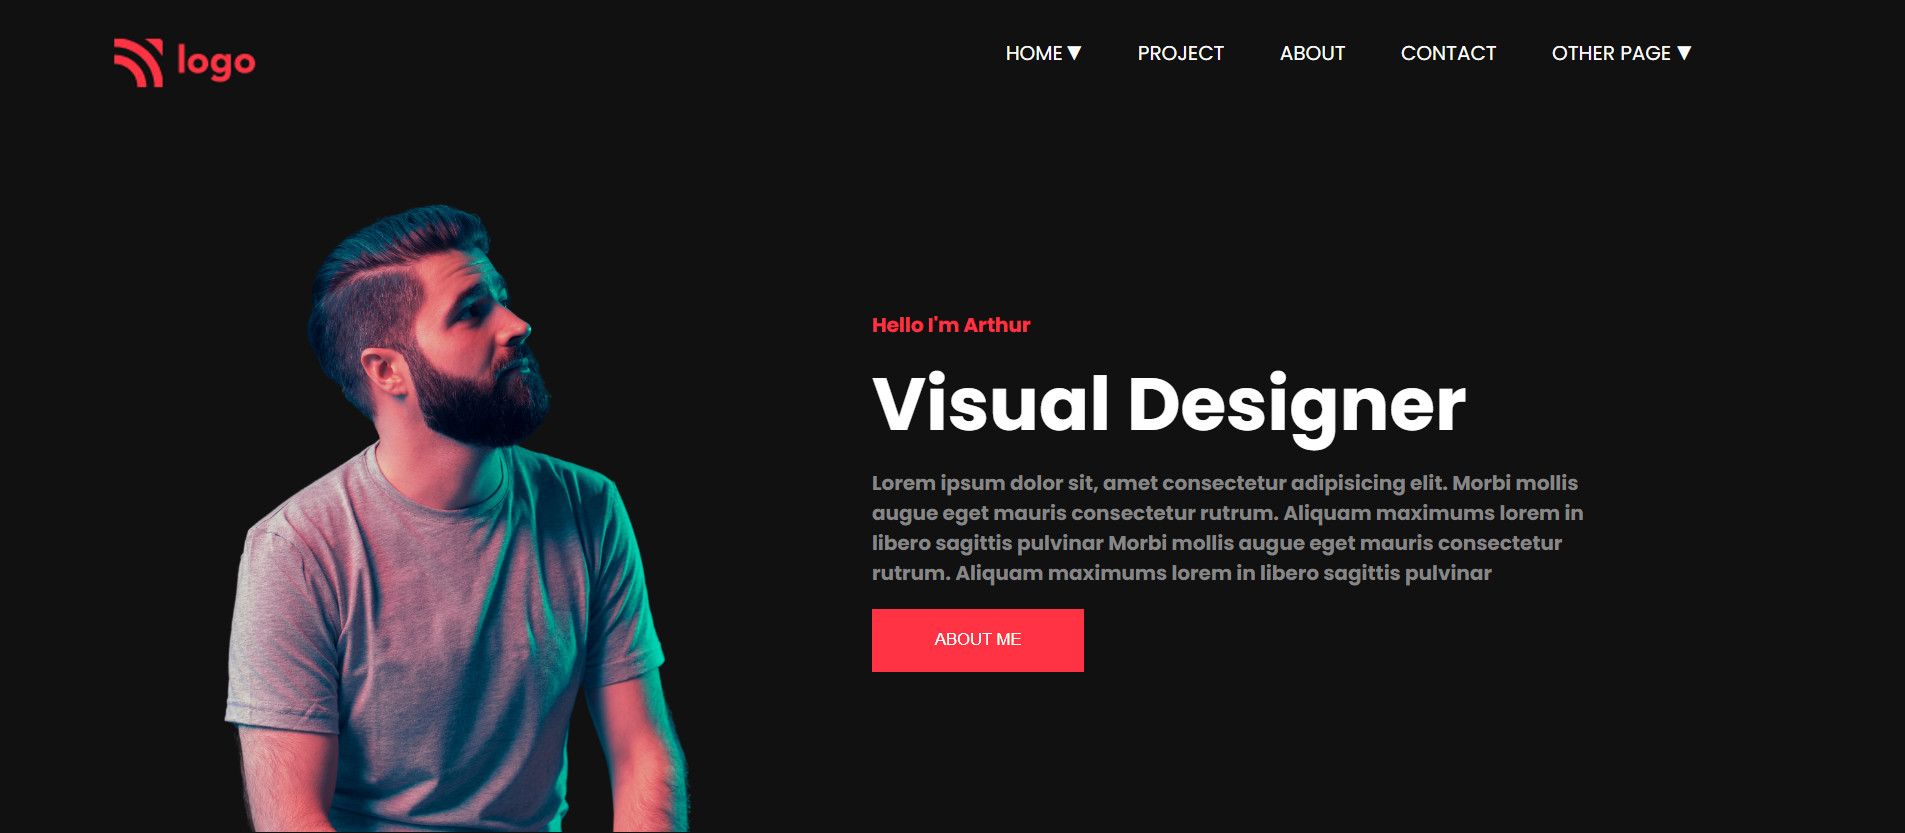 logo
HOME ▼
PROJECT
ABOUT
CONTACT
OTHER PAGE ▼
Hello I'm Arthur
Visual Designer
Lorem ipsum dolor sit, amet consectetur adipisicing elit. Morbi mollis
augue eget mauris consectetur rutrum. Aliquam maximums lorem in
libero sagittis pulvinar Morbi mollis augue eget mauris consectetur
rutrum. Aliquam maximums lorem in libero sagittis pulvinar
ABOUT ME